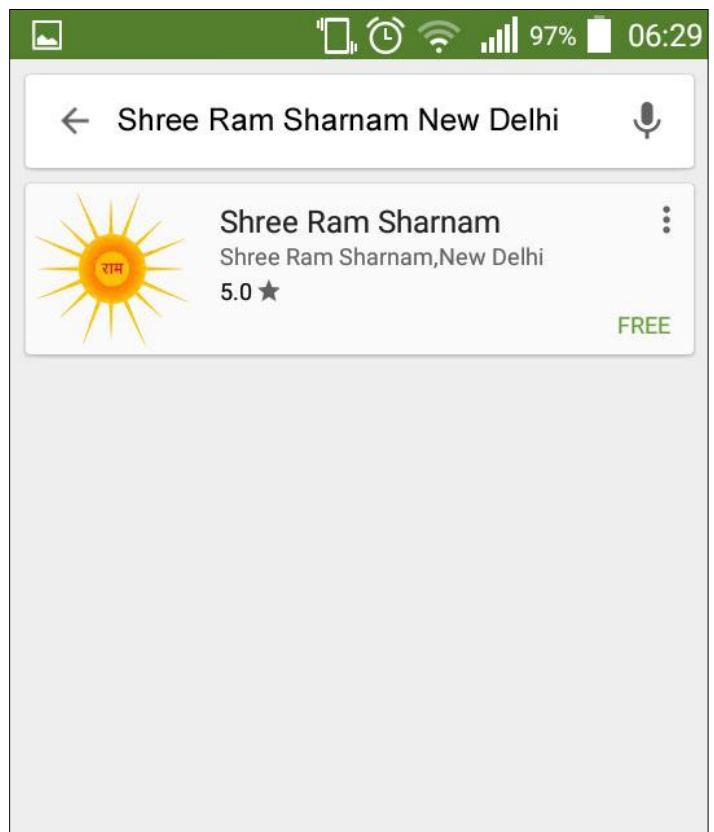 97% 06:29
Shree Ram Sharnam New Delhi
राम
Shree Ram Sharnam
Shree Ram Sharnam,New Delhi
5.0
FREE